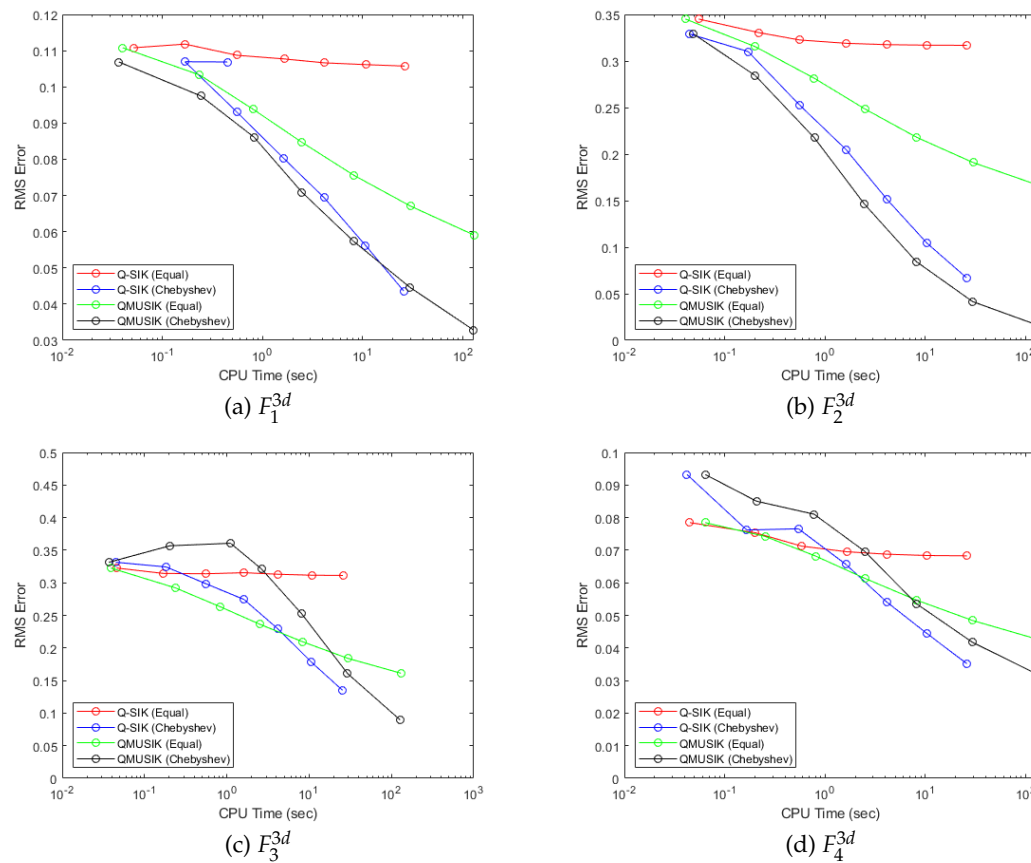 0.12
0.11
0.1
0.09
0.08
0.07
0.06
0.05
0.04
0.03
RMS Error
Q-SIK (Equal)
Q-SIK (Chebyshev)
QMUSIK (Equal)
QMUSIK (Chebyshev)
10^-2 10^-1 10^0 10^1 10^2
CPU Time (sec)
(a) F_1^{3d}
0.35
0.3
0.25
0.2
0.15
0.1
0.05
0
RMS Error
Q-SIK (Equal)
Q-SIK (Chebyshev)
QMUSIK (Equal)
QMUSIK (Chebyshev)
10^-2 10^-1 10^0 10^1
CPU Time (sec)
(b) F_2^{3d}
0.5
0.45
0.4
0.35
0.3
0.25
0.2
0.15
0.1
0.05
0
RMS Error
Q-SIK (Equal)
Q-SIK (Chebyshev)
QMUSIK (Equal)
QMUSIK (Chebyshev)
10^-2 10^-1 10^0 10^1 10^2 10^3
CPU Time (sec)
(c) F_3^{3d}
0.1
0.09
0.08
0.07
0.06
0.05
0.04
0.03
0.02
0.01
0
RMS Error
Q-SIK (Equal)
Q-SIK (Chebyshev)
QMUSIK (Equal)
QMUSIK (Chebyshev)
10^-2 10^-1 10^0 10^1
CPU Time (sec)
(d) F_4^{3d}